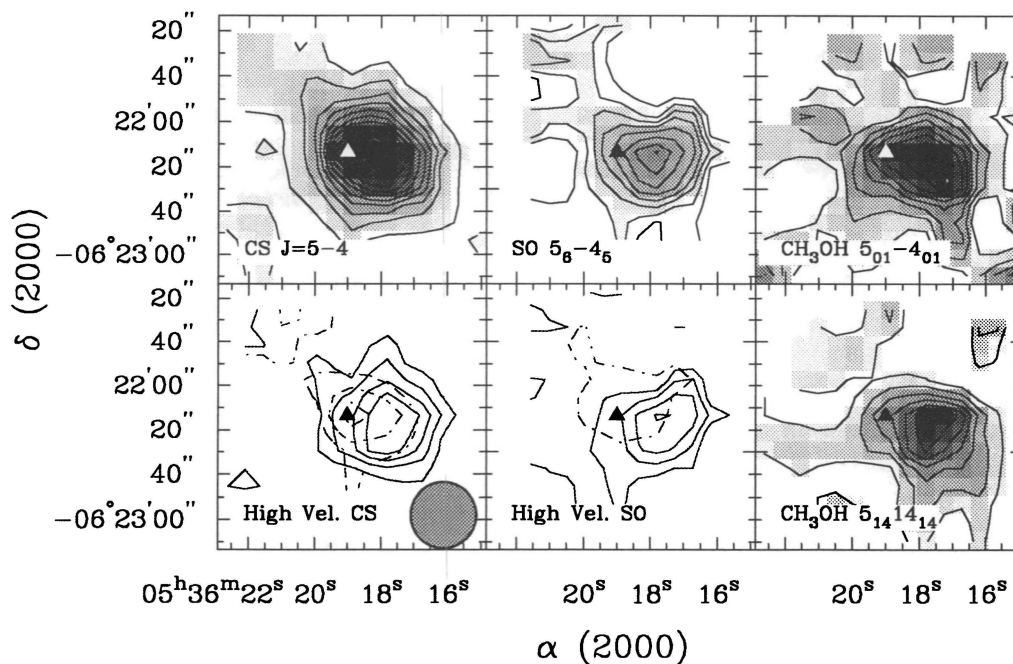 20"
40"
22'00"
20"
40"
−06°23'00"
CS J=5−4
SO 5₆−4₅
CH₃OH 5₀₁−4₀₁
δ (2000)
20"
40"
22'00"
20"
40"
−06°23'00"
High Vel. CS
High Vel. SO
CH₃OH 5₁₄14₁₄
05ʰ36ᵐ22ˢ 20ˢ 18ˢ 16ˢ
20ˢ 18ˢ 16ˢ
20ˢ 18ˢ 16ˢ
α (2000)